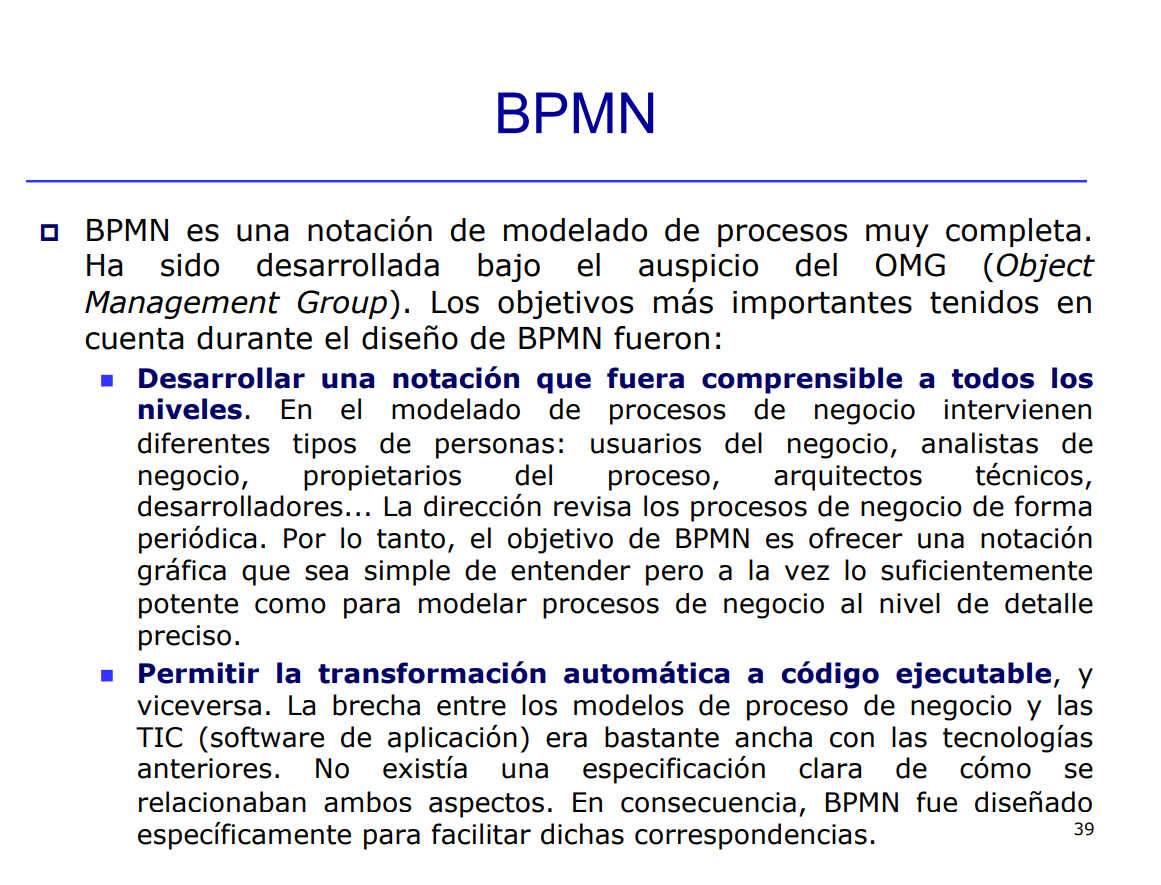 BPMN
BPMN es una notación de modelado de procesos muy completa.
Ha sido desarrollada bajo el auspicio del OMG (Object
Management Group). Los objetivos más importantes tenidos en
cuenta durante el diseño de BPMN fueron:
Desarrollar una notación que fuera comprensible a todos los
niveles. En el modelado de procesos de negocio intervienen
diferentes tipos de personas: usuarios del negocio, analistas de
negocio, propietarios del proceso, arquitectos técnicos,
desarrolladores... La dirección revisa los procesos de negocio de forma
periódica. Por lo tanto, el objetivo de BPMN es ofrecer una notación
gráfica que sea simple de entender pero a la vez lo suficientemente
potente como para modelar procesos de negocio al nivel de detalle
preciso.
Permitir la transformación automática a código ejecutable, y
viceversa. La brecha entre los modelos de proceso de negocio y las
TIC (software de aplicación) era bastante ancha con las tecnologías
anteriores. No existía una especificación clara de cómo se
relacionaban ambos aspectos. En consecuencia, BPMN fue diseñado
específicamente para facilitar dichas correspondencias.
39